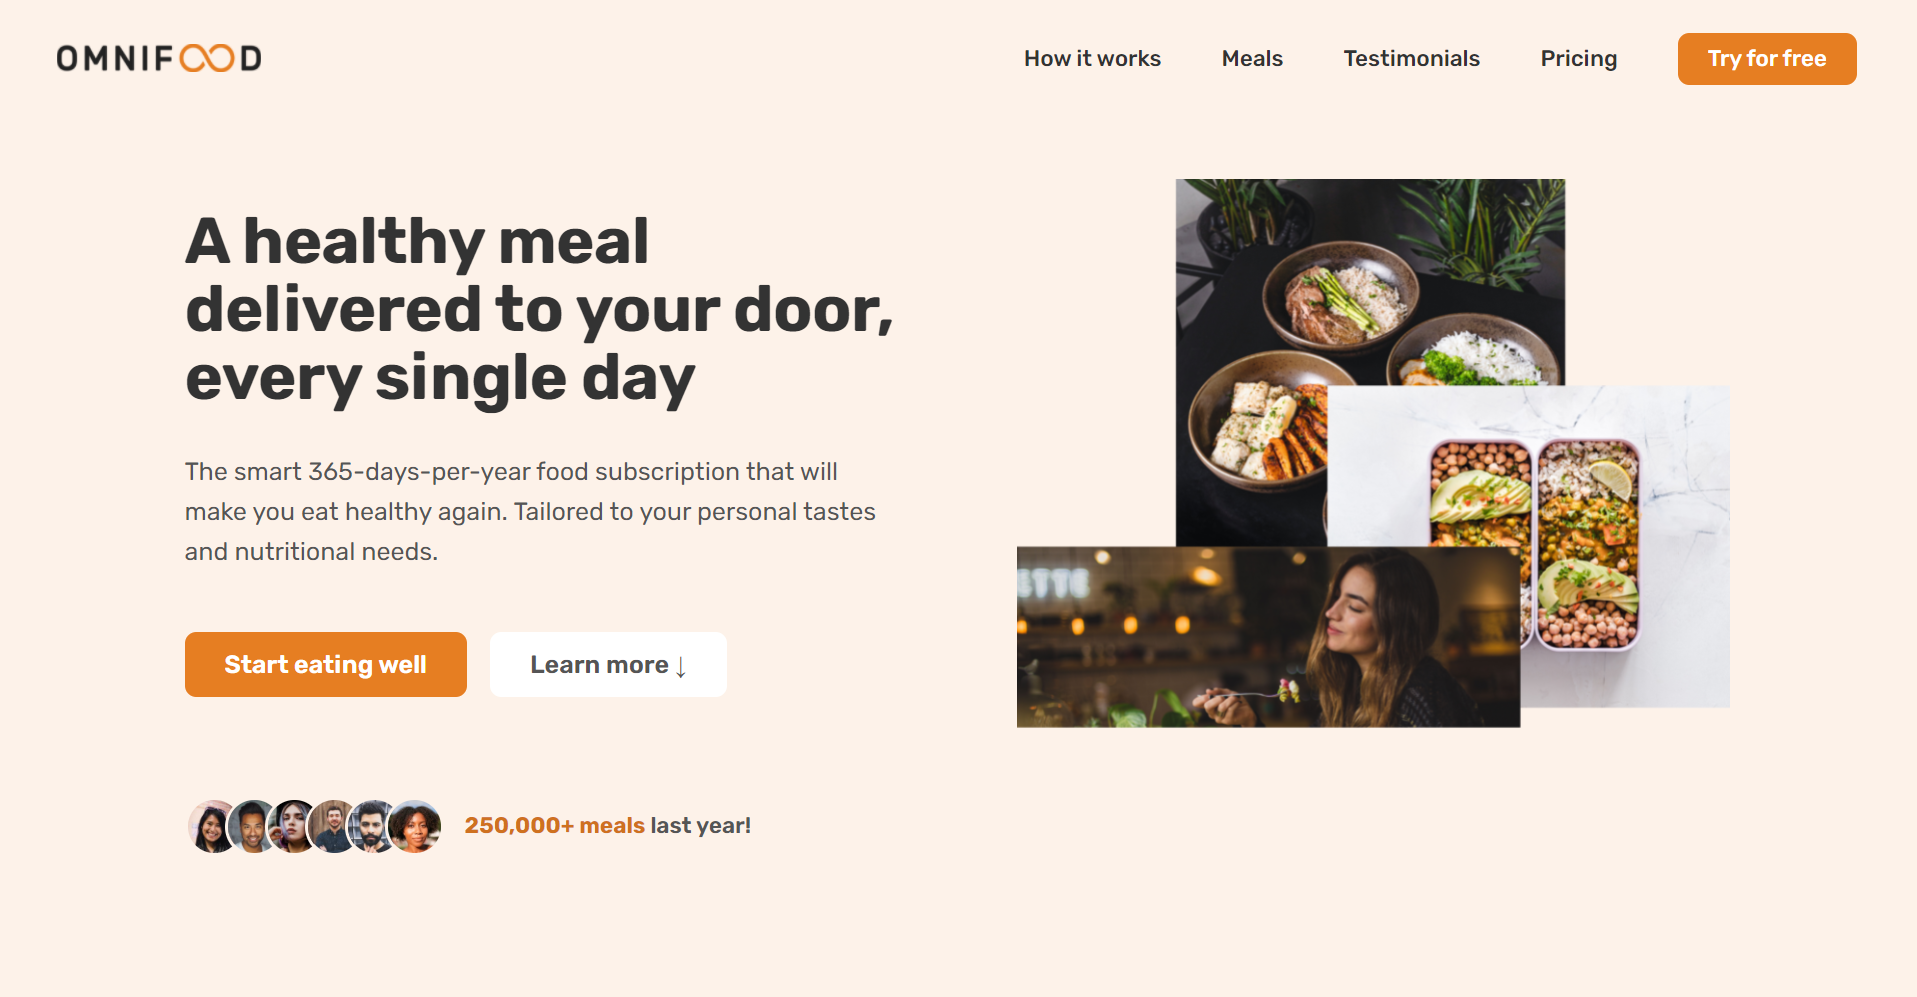 OMNIFOOD
How it works
Meals
Testimonials
Pricing
Try for free
A healthy meal
delivered to your door,
every single day
The smart 365-days-per-year food subscription that will
make you eat healthy again. Tailored to your personal tastes
and nutritional needs.
Start eating well
Learn more ↓
250,000+ meals last year!
ETTE